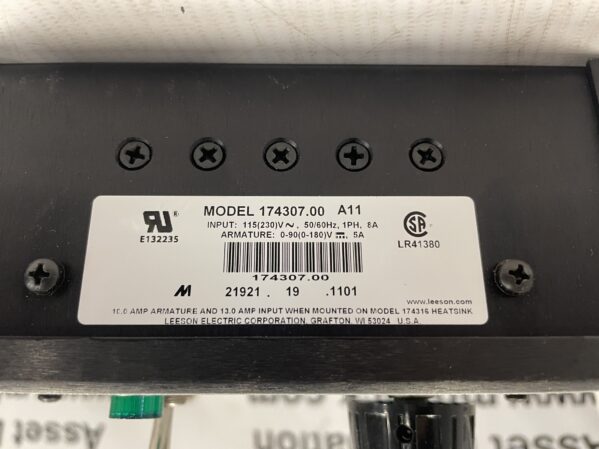 MODEL 174307.00 A11
INPUT: 115(230)V ~, 50/60Hz, 1PH, 8A
ARMATURE: 0-90(0-180)V ⎓, 5A
E132235
LR41380
174307.00
21921 . 19 .1101
www.leeson.com
10.0 AMP ARMATURE AND 13.0 AMP INPUT WHEN MOUNTED ON MODEL 174316 HEATSINK
LEESON ELECTRIC CORPORATION, GRAFTON, WI 53024 U.S.A.
Asset